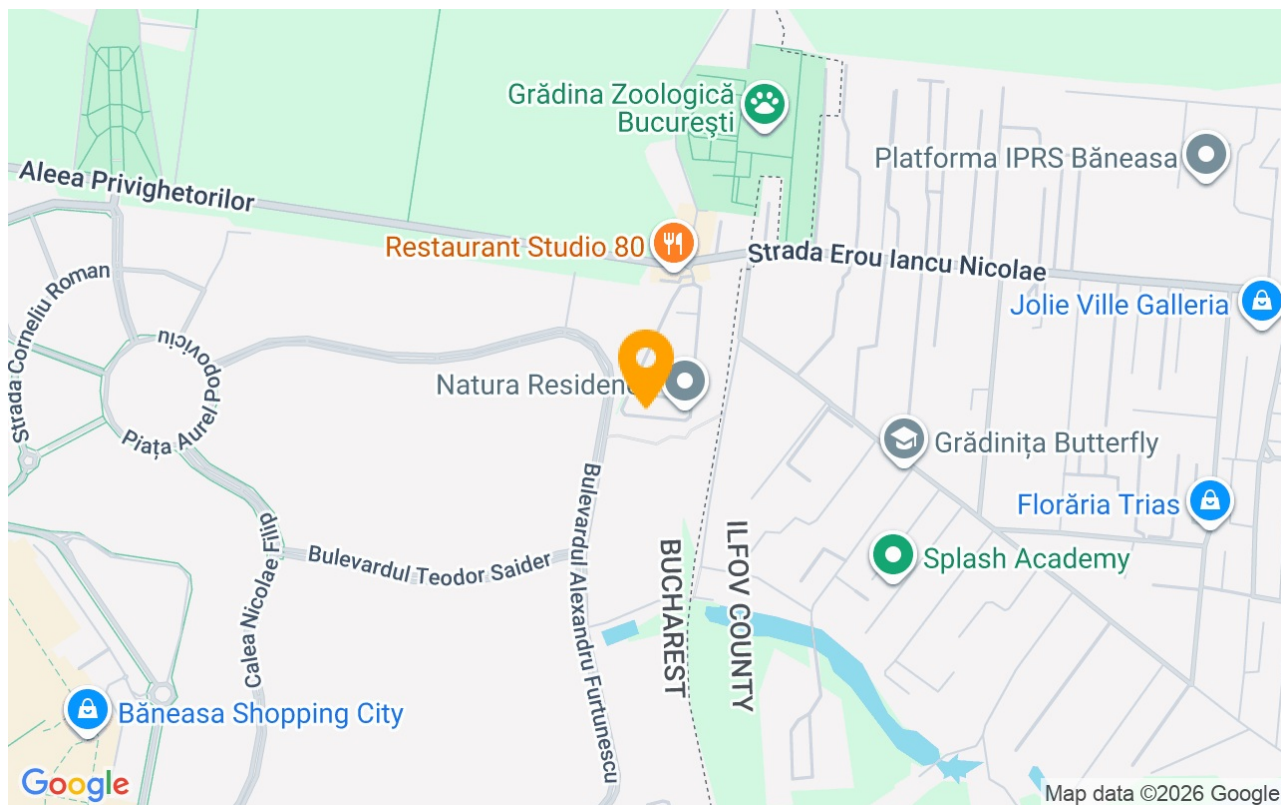 Grădina Zoologică
București
Platforma IPRS Băneasa
Aleea Privighetorilor
Restaurant Studio 80
Strada Erou Iancu Nicolae
Strada Corneliu Roman
Jolie Ville Galleria
Piața Aurel Popoviciu
Natura Residenc
Grădinița Butterfly
Florăria Trias
Calea Nicolae Filip
Bulevardul Teodor Saider
Bulevardul Alexandru Furtunescu
BUCHAREST
ILFOV COUNTY
Splash Academy
Băneasa Shopping City
Google
Map data ©2026 Google